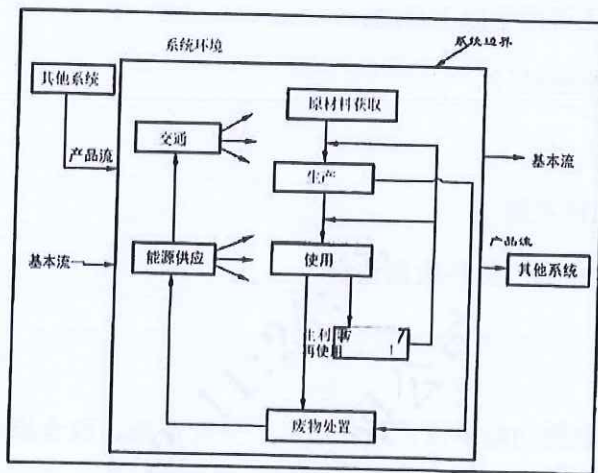 系统环境
系统边界
其他系统
原材料获取
产品流
交通
基本流
生产
基本流
能源供应
使用
产品流
其他系统
再使用
废物处置